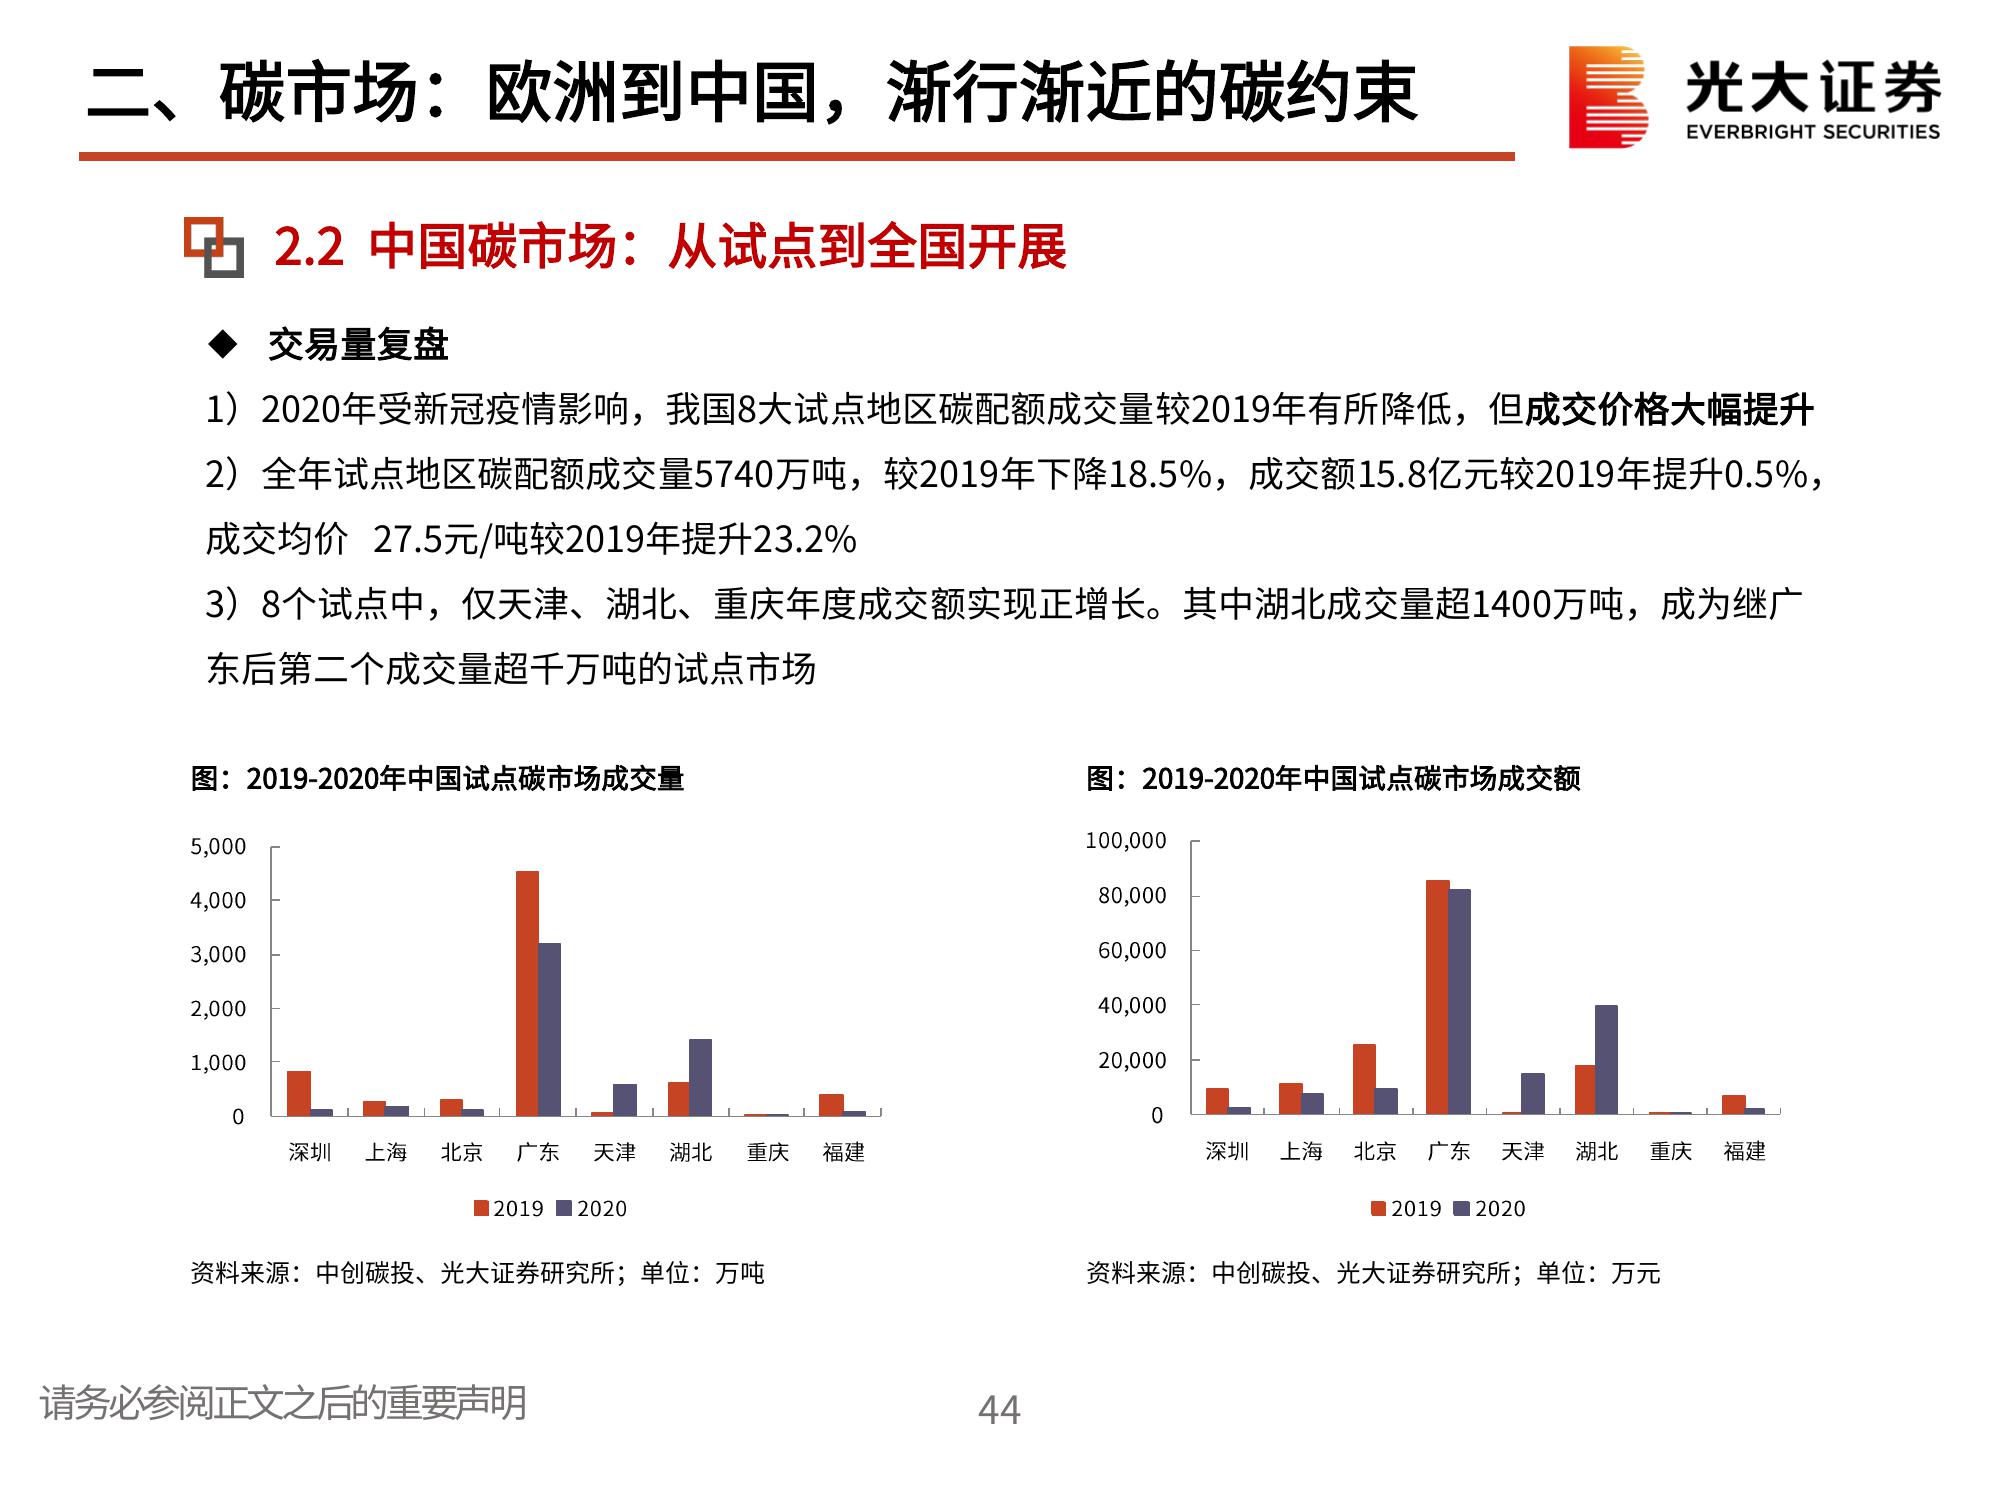 二、碳市场：欧洲到中国，渐行渐近的碳约束
光大证券
EVERBRIGHT SECURITIES
2.2 中国碳市场：从试点到全国开展
◆ 交易量复盘
1）2020年受新冠疫情影响，我国8大试点地区碳配额成交量较2019年有所降低，但成交价格大幅提升
2）全年试点地区碳配额成交量5740万吨，较2019年下降18.5%，成交额15.8亿元较2019年提升0.5%，
成交均价 27.5元/吨较2019年提升23.2%
3）8个试点中，仅天津、湖北、重庆年度成交额实现正增长。其中湖北成交量超1400万吨，成为继广
东后第二个成交量超千万吨的试点市场
图：2019-2020年中国试点碳市场成交量
5,000
4,000
3,000
2,000
1,000
0
深圳 上海 北京 广东 天津 湖北 重庆 福建
2019 2020
资料来源：中创碳投、光大证券研究所；单位：万吨
图：2019-2020年中国试点碳市场成交额
100,000
80,000
60,000
40,000
20,000
0
深圳 上海 北京 广东 天津 湖北 重庆 福建
2019 2020
资料来源：中创碳投、光大证券研究所；单位：万元
请务必参阅正文之后的重要声明
44